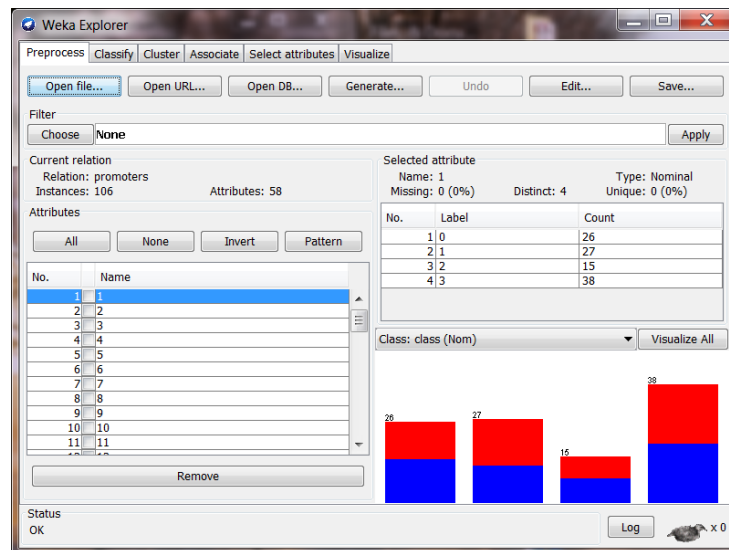 Weka Explorer
Preprocess Classify Cluster Associate Select attributes Visualize
Open file... Open URL... Open DB... Generate... Undo Edit... Save...
Filter
Choose None Apply
Current relation
Relation: promoters
Instances: 106 Attributes: 58
Selected attribute
Name: 1 Type: Nominal
Missing: 0 (0%) Distinct: 4 Unique: 0 (0%)
No. Label Count
1 0 26
2 1 27
3 2 15
4 3 38
Attributes
All None Invert Pattern
No. Name
1 1
2 2
3 3
4 4
5 5
6 6
7 7
8 8
9 9
10 10
11 11
Remove
Class: class (Nom) Visualize All
26 27 15 38
Status
OK
Log x 0